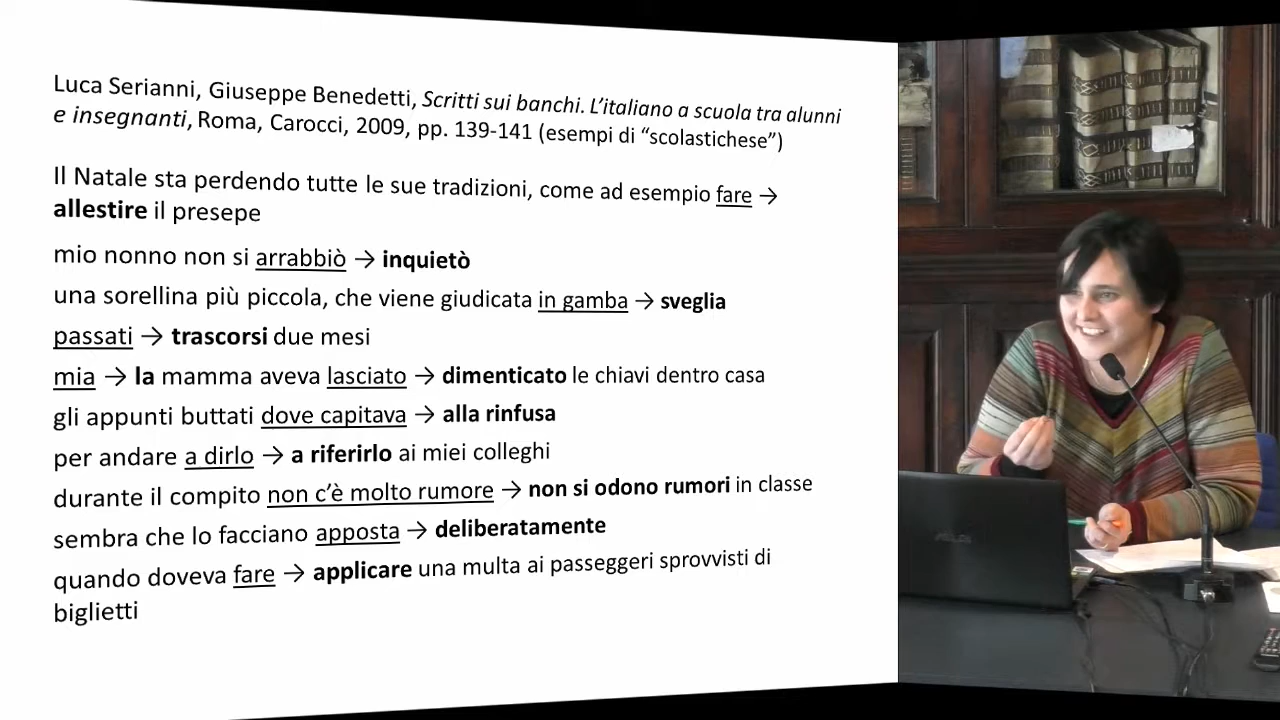 Luca Serianni, Giuseppe Benedetti, Scritti sui banchi. L'italiano a scuola tra alunni
e insegnanti, Roma, Carocci, 2009, pp. 139-141 (esempi di “scolastichese”)
Il Natale sta perdendo tutte le sue tradizioni, come ad esempio fare →
allestire il presepe
mio nonno non si arrabbiò → inquietò
una sorellina più piccola, che viene giudicata in gamba → sveglia
passati → trascorsi due mesi
mia → la mamma aveva lasciato → dimenticato le chiavi dentro casa
gli appunti buttati dove capitava → alla rinfusa
per andare a dirlo → a riferirlo ai miei colleghi
durante il compito non c'è molto rumore → non si odono rumori in classe
sembra che lo facciano apposta → deliberatamente
quando doveva fare → applicare una multa ai passeggeri sprovvisti di
biglietti
ASUS